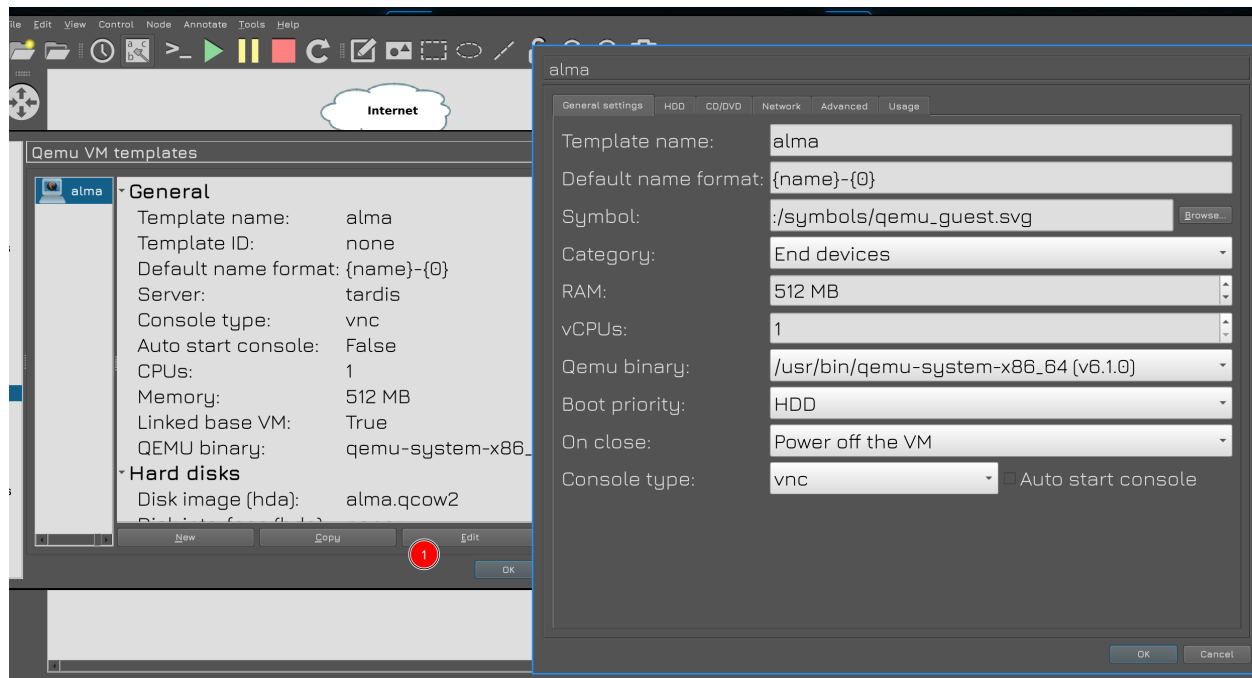 ile Edit View Control Node Annotate Tools Help
Internet
Qemu VM templates
alma
General
Template name: alma
Template ID: none
Default name format: {name}-{0}
Server: tardis
Console type: vnc
Auto start console: False
CPUs: 1
Memory: 512 MB
Linked base VM: True
QEMU binary: qemu-system-x86_
Hard disks
Disk image (hda): alma.qcow2
New Copy Edit
1
OK
alma
General settings HDD CD/DVD Network Advanced Usage
Template name: alma
Default name format: {name}-{0}
Symbol: :/symbols/qemu_guest.svg Browse...
Category: End devices
RAM: 512 MB
vCPUs: 1
Qemu binary: /usr/bin/qemu-system-x86_64 (v6.1.0)
Boot priority: HDD
On close: Power off the VM
Console type: vnc Auto start console
OK Cancel